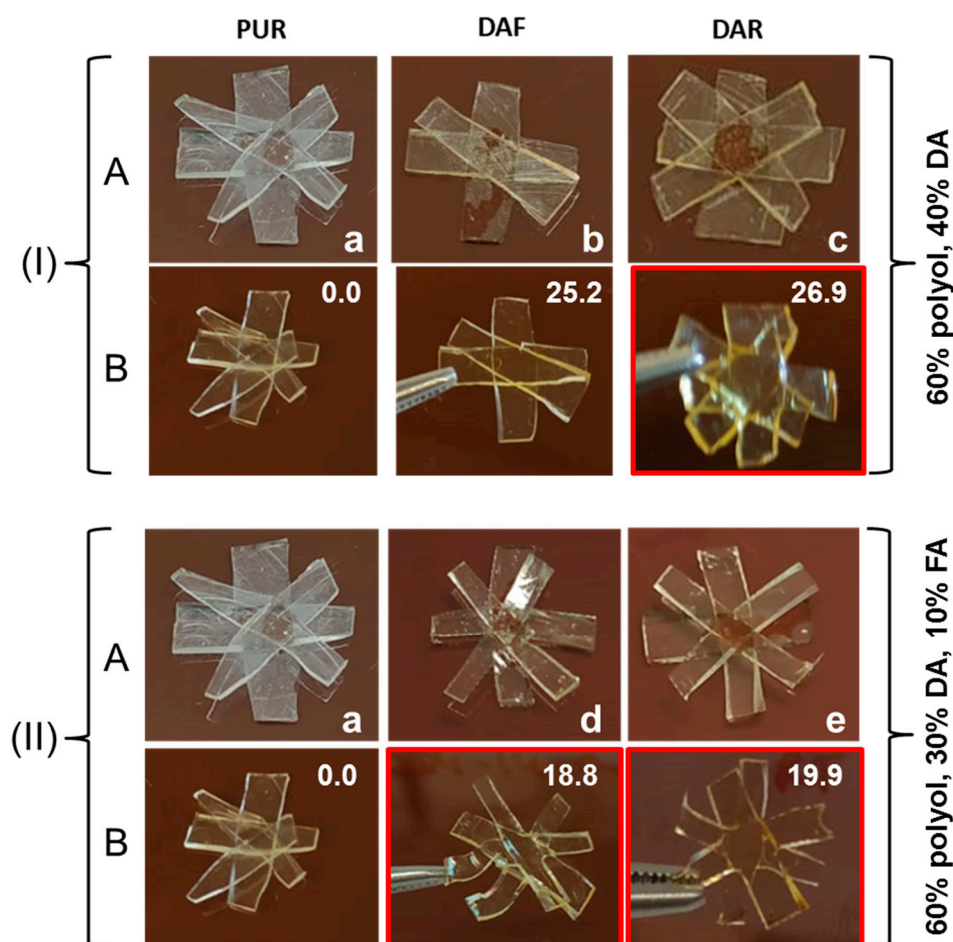 PUR DAF DAR
(I)
A
a b c
B
0.0 25.2 26.9
60% polyol, 40% DA
(II)
A
a d e
B
0.0 18.8 19.9
60% polyol, 30% DA, 10% FA